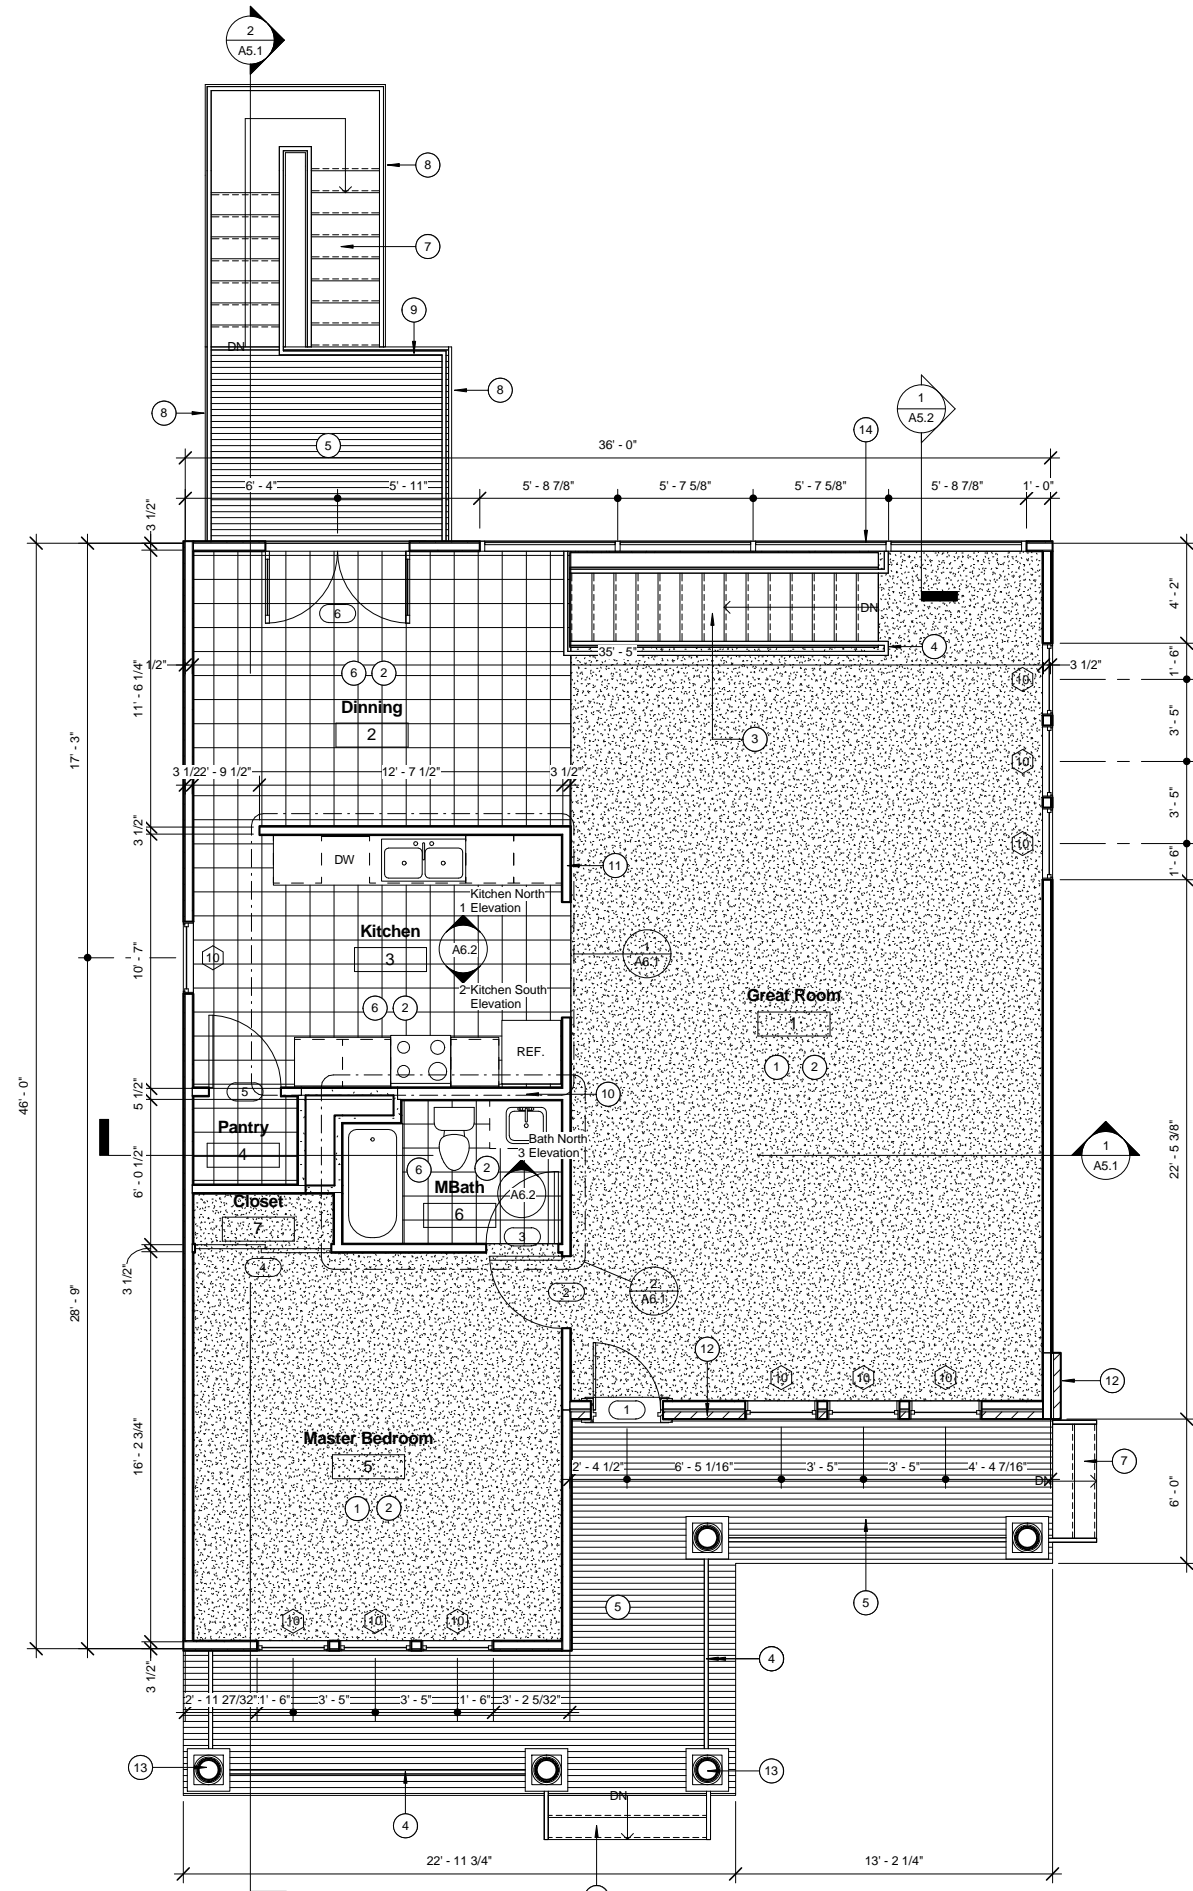 2
A5.1
8
7
9
8
8
5
14
1
A5.2
36' - 0"
6' - 4"
5' - 11"
5' - 8 7/8"
5' - 7 5/8"
5' - 7 5/8"
5' - 8 7/8"
1' - 0"
DN
3 1/2"
6
DN
4' - 2"
35' - 5"
4
1/2"
3 1/2"
1' - 6"
11' - 6 1/4"
6
2
10
Dinning
2
3
3' - 5"
17' - 3"
10
3 1/2
2' - 9 1/2"
12' - 7 1/2"
3 1/2"
3' - 5"
3 1/2"
DW
10
1' - 6"
11
Kitchen North
1 Elevation
Kitchen
3
A6.2
1
A6.1
10
10' - 7"
2 Kitchen South
Elevation
Great Room
1
6
2
REF.
1
2
46' - 0"
5
10
5 1/2"
Pantry
4
Bath North
3 Elevation
1
A5.1
22' - 5 3/8"
6' - 0 1/2"
6
2
MBath
6
A6.2
Closet
7
3
4
3 1/2"
2
2
A6.1
28' - 9"
12
10
10
10
12
1
Master Bedroom
5
1
2
16' - 2 3/4"
2' - 4 1/2"
6' - 5 1/16"
3' - 5"
3' - 5"
4' - 4 7/16"
DN
7
6' - 0"
5
5
10
10
10
4
3 1/2"
2' - 11 27/32"
1' - 6"
3' - 5"
3' - 5"
1' - 6"
3' - 2 5/32"
13
13
DN
4
22' - 11 3/4"
13' - 2 1/4"